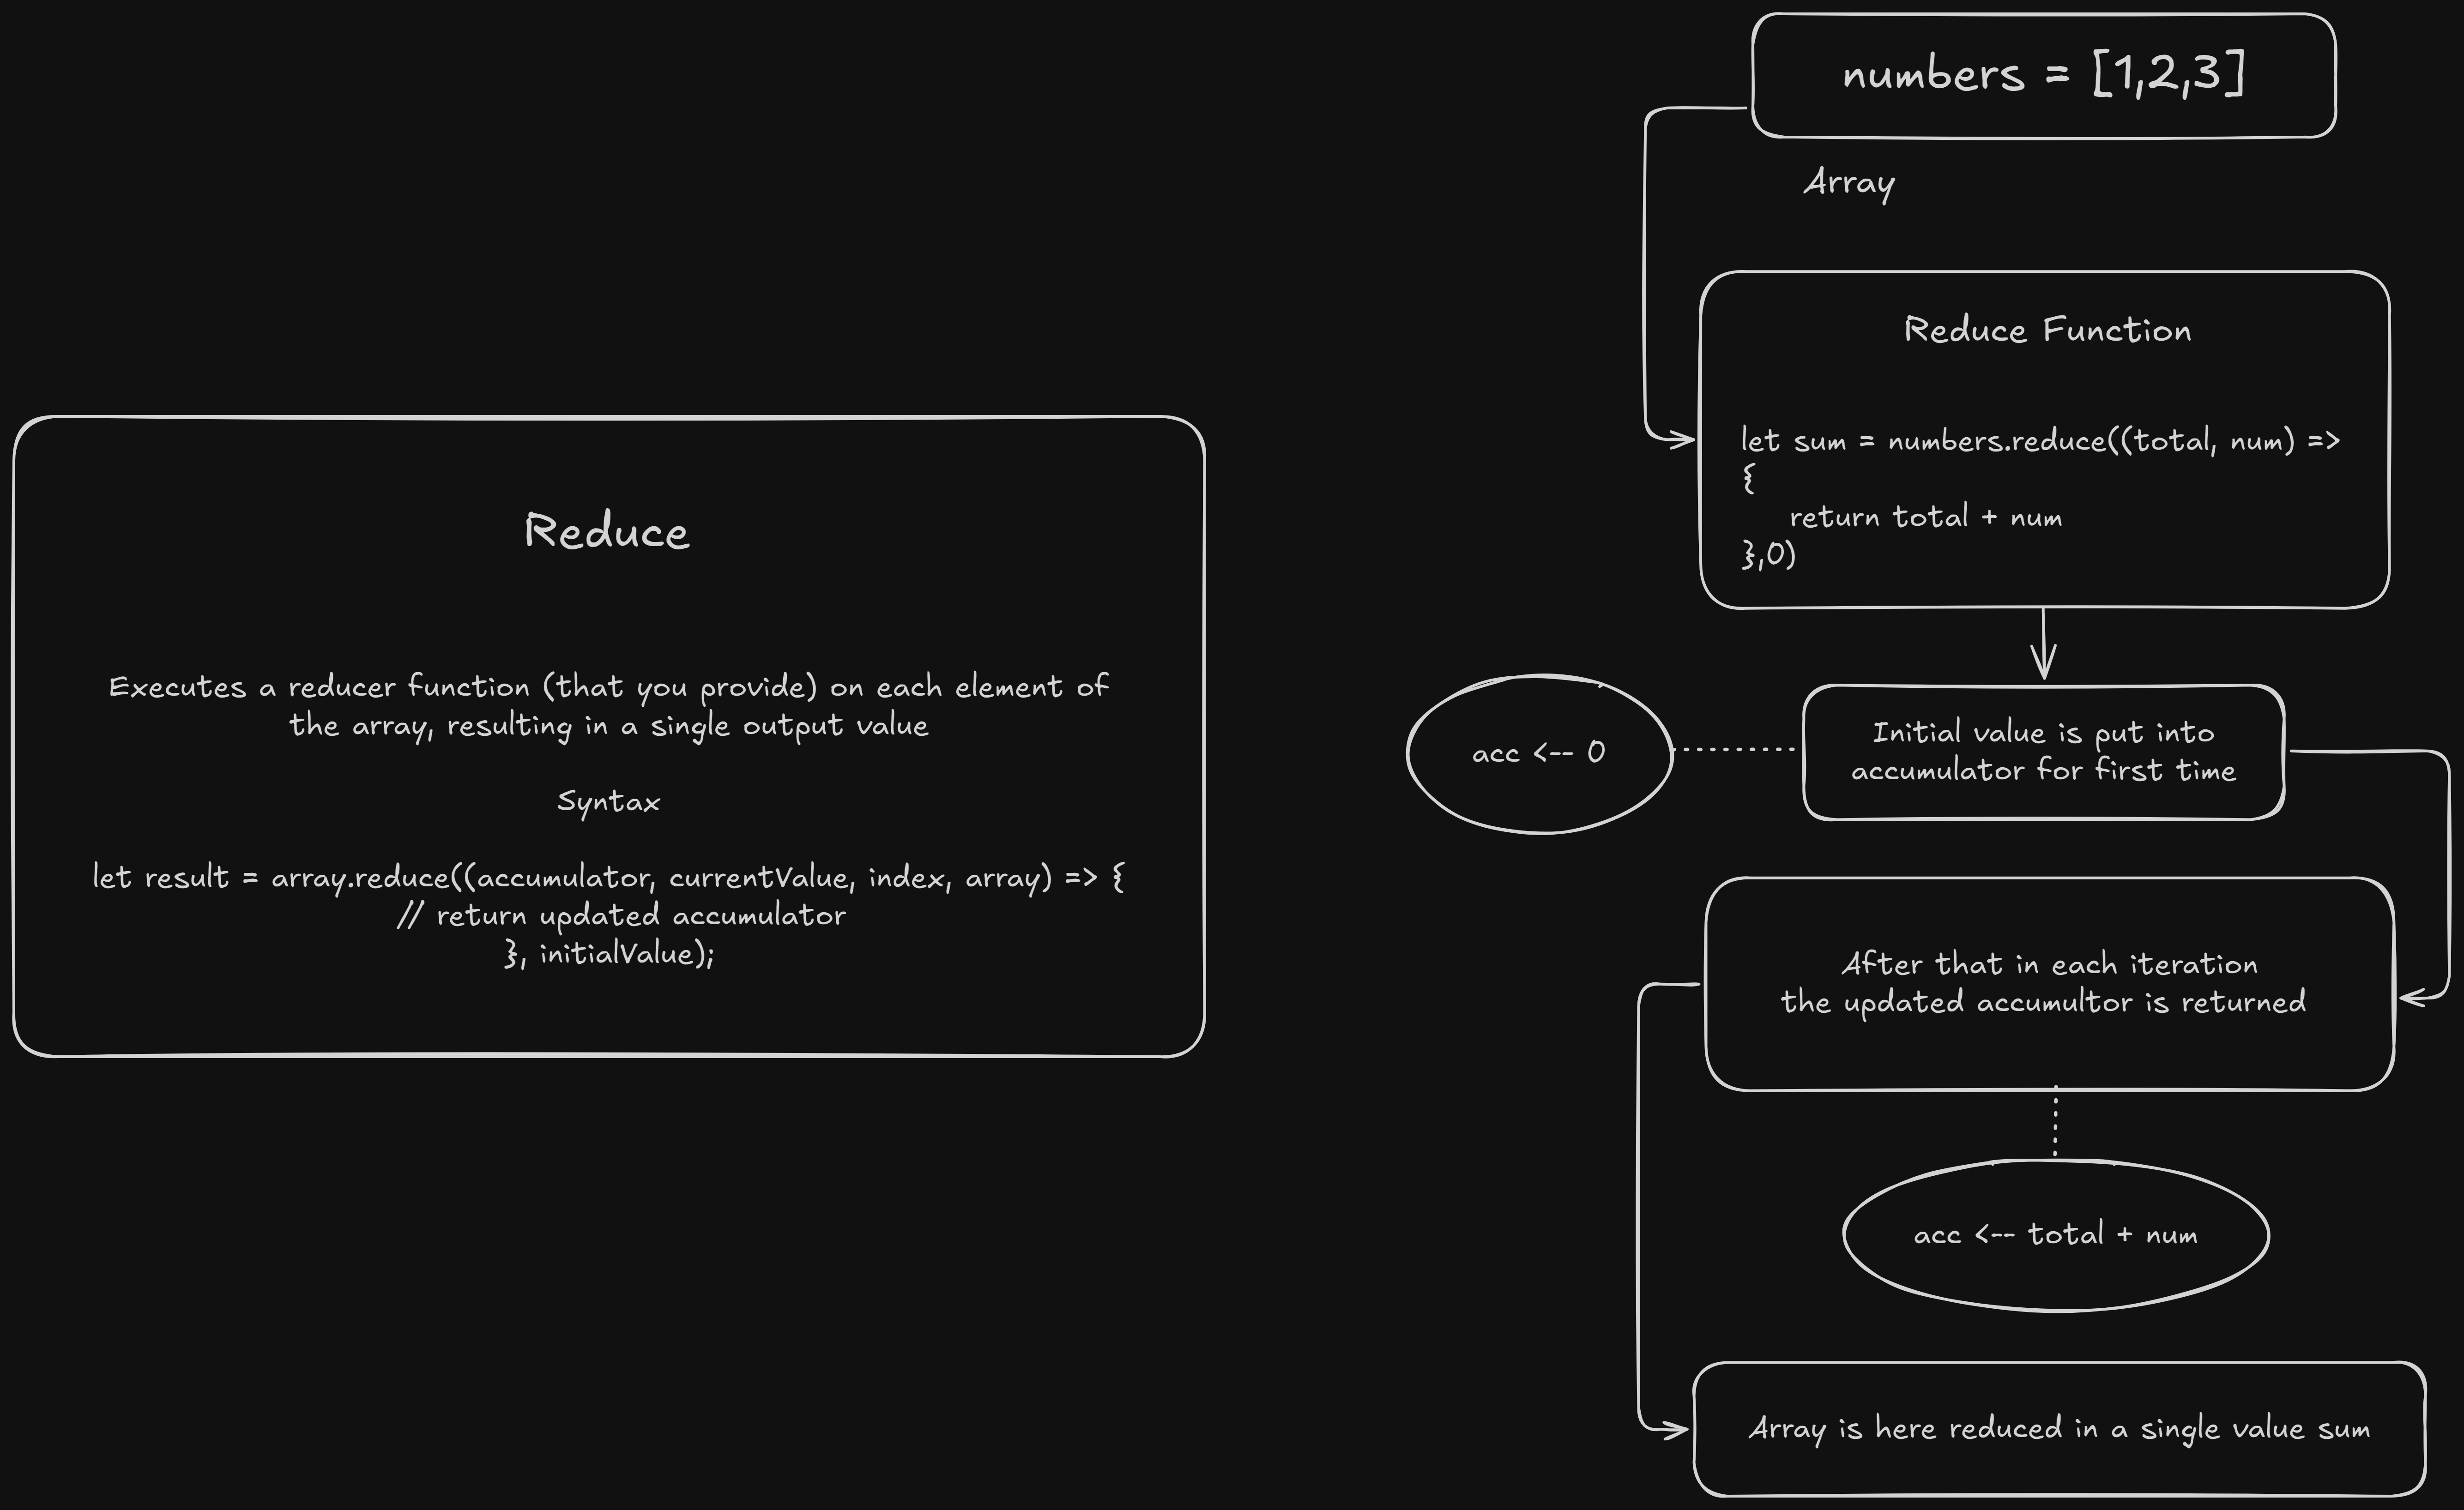 Reduce
Executes a reducer function (that you provide) on each element of
the array, resulting in a single output value
Syntax
let result = array.reduce((accumulator, currentValue, index, array) => {
// return updated accumulator
}, initialValue);
numbers = [1,2,3]
Array
Reduce Function
let sum = numbers.reduce((total, num) =>
{
return total + num
},0)
acc <-- 0
Initial value is put into
accumulator for first time
After that in each iteration
the updated accumultor is returned
acc <-- total + num
Array is here reduced in a single value sum